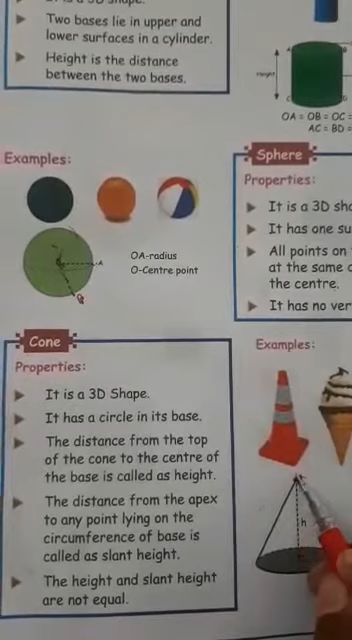 Two bases lie in upper and
lower surfaces in a cylinder.
Height is the distance
between the two bases.
Height
OA = OB = OC =
AC = BD =
Examples:
OA-radius
O-Centre point
A
Sphere
Properties:
It is a 3D sha
It has one su
All points on
at the same d
the centre.
It has no ver
Cone
Properties:
It is a 3D Shape.
It has a circle in its base.
The distance from the top
of the cone to the centre of
the base is called as height.
The distance from the apex
to any point lying on the
circumference of base is
called as slant height.
The height and slant height
are not equal.
Examples:
h